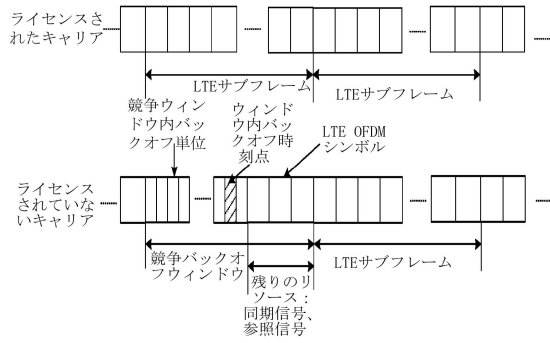 ライセンスさ
れたキャリア
LTEサブフレーム
LTEサブフレーム
競争ウィン
ドウ内バッ
クオフ単位
ウィンド
ウ内バッ
クオフ時
刻点
LTE OFDM
シンボル
ライセンス
されていな
いキャリア
競争バックオ
フウィンドウ
LTEサブフレーム
残りのリ
ソース：
同期信号、
参照信号